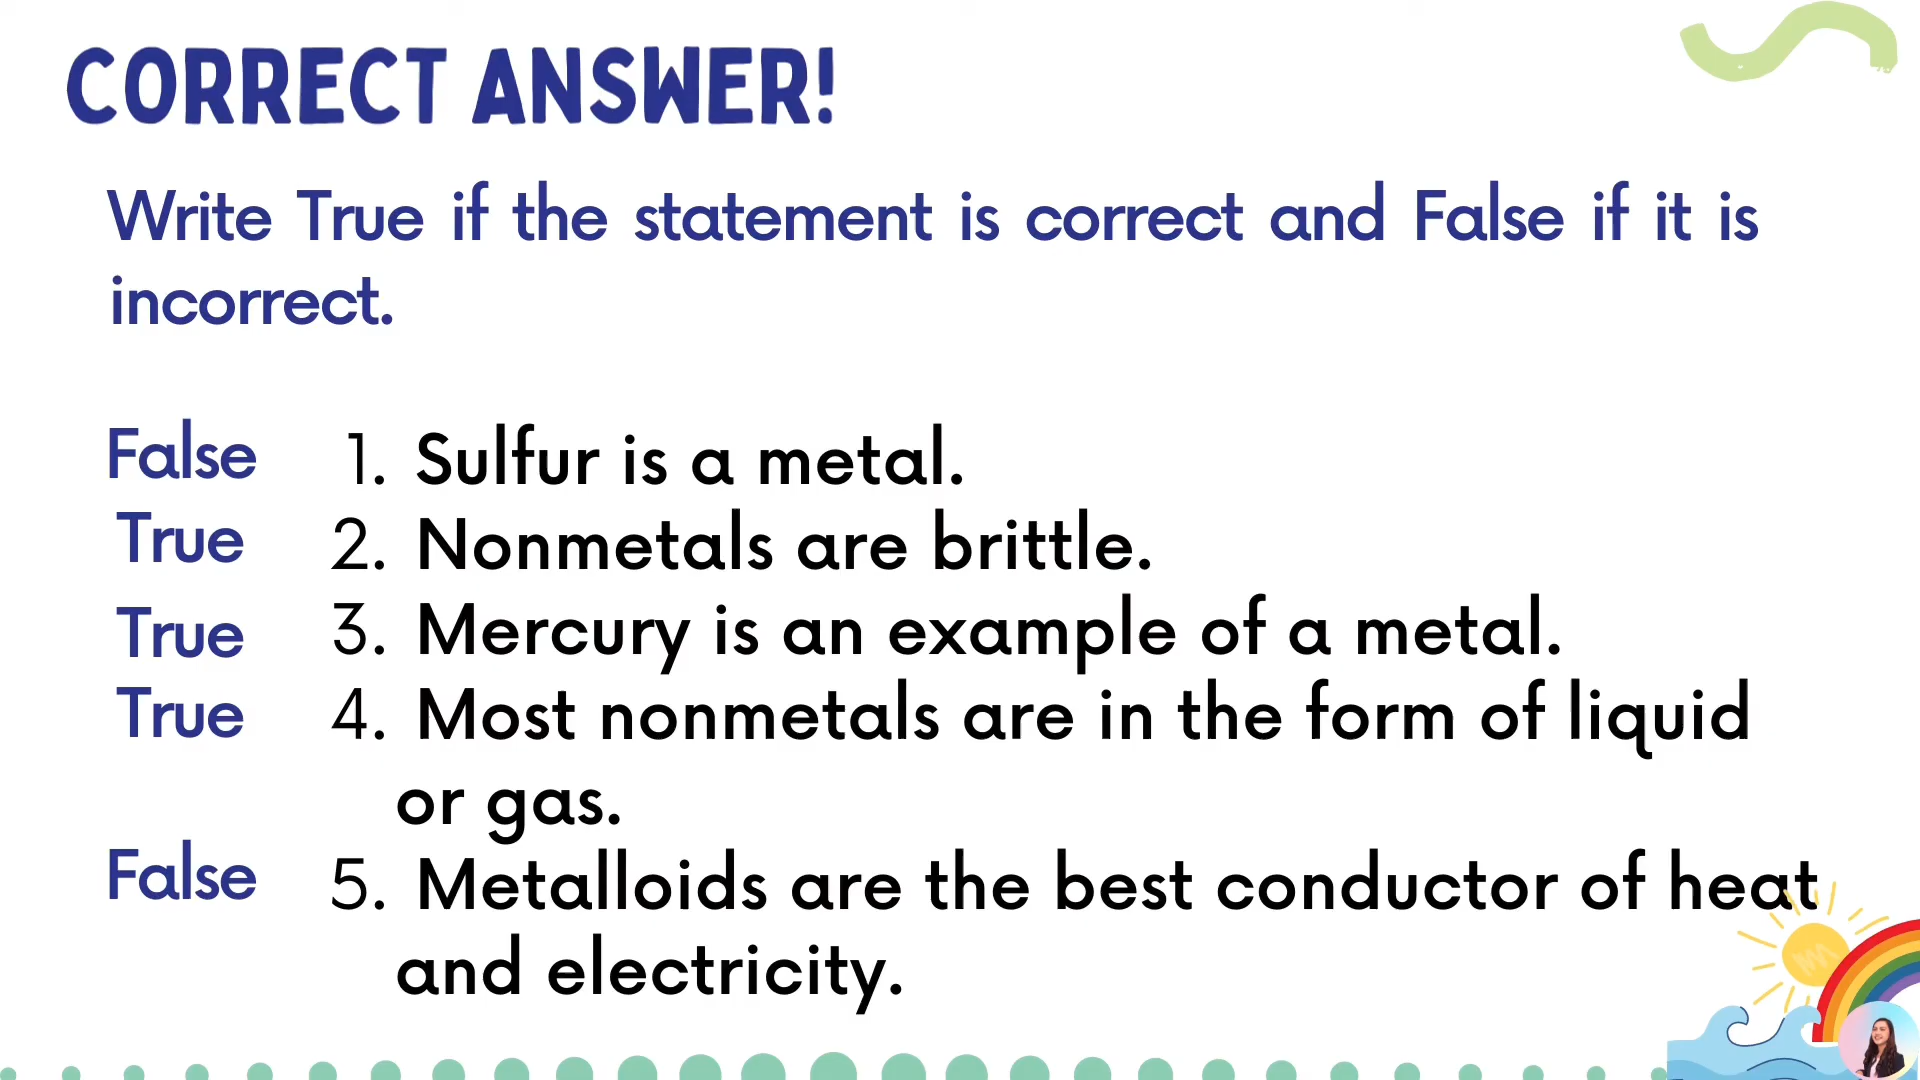 CORRECT ANSWER!
Write True if the statement is correct and False if it is
incorrect.
False 1. Sulfur is a metal.
True 2. Nonmetals are brittle.
True 3. Mercury is an example of a metal.
True 4. Most nonmetals are in the form of liquid
or gas.
False 5. Metalloids are the best conductor of heat
and electricity.